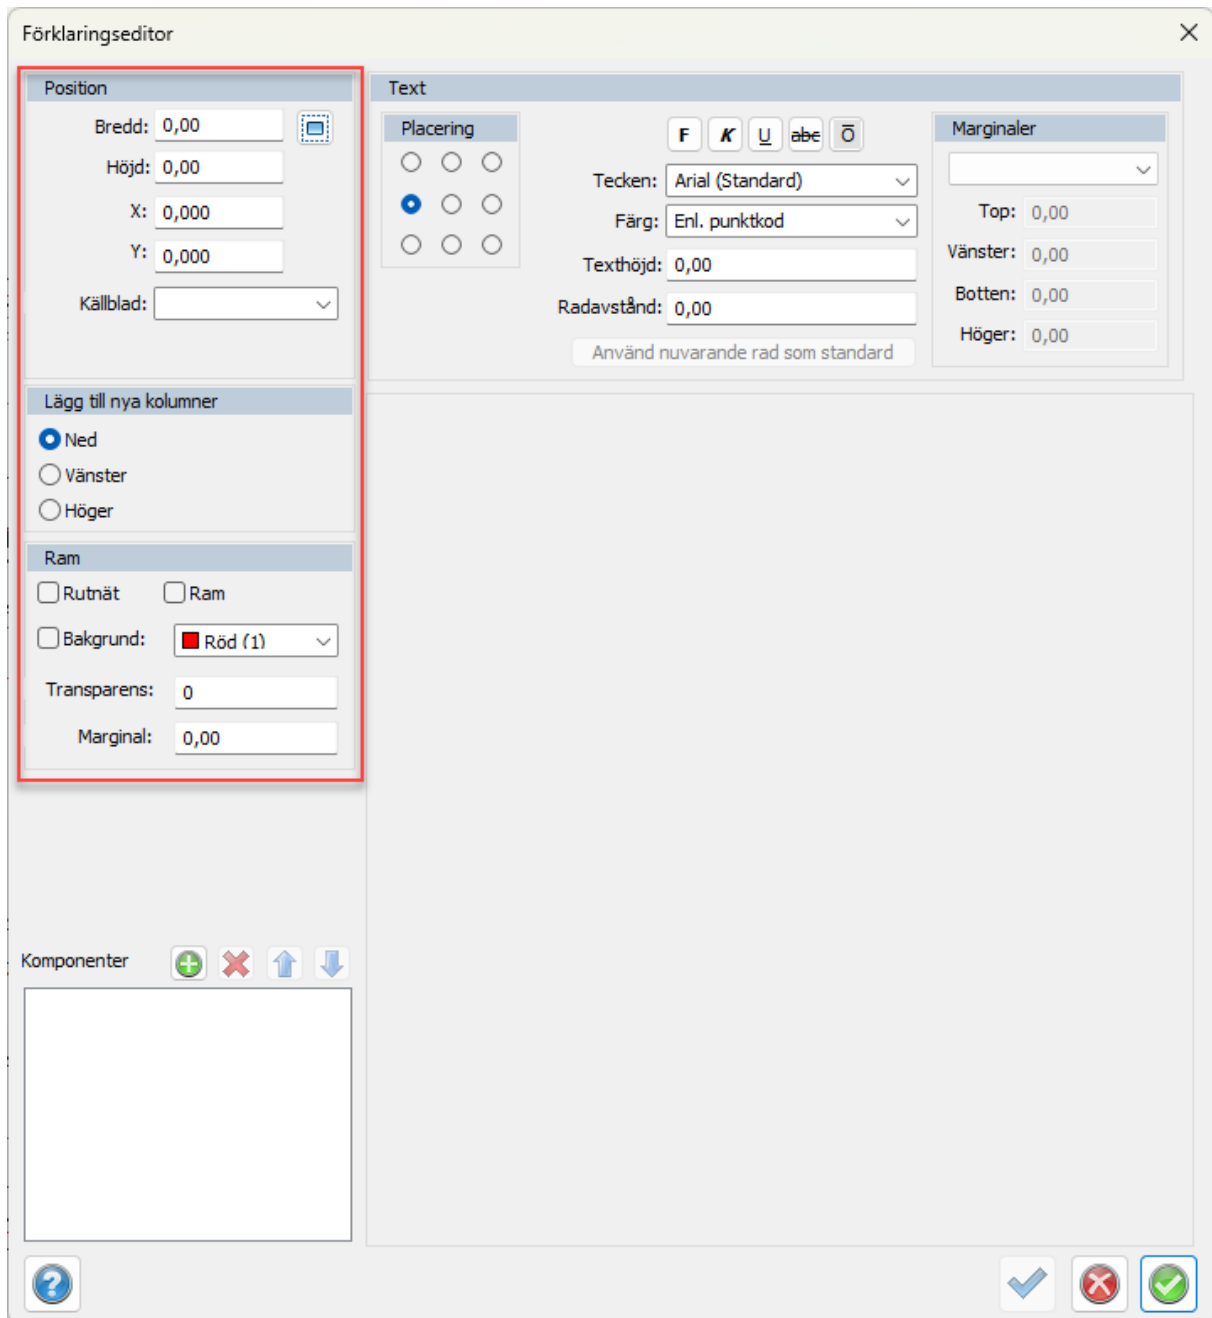 Förklaringseditor
Position
Bredd: 0,00
Höjd: 0,00
X: 0,000
Y: 0,000
Källblad:
Lägg till nya kolumner
Ned
Vänster
Höger
Ram
Rutnät Ram
Bakgrund: Röd (1)
Transparens: 0
Marginal: 0,00
Komponenter
Text
Placering
F K U abc O
Tecken: Arial (Standard)
Färg: Enl. punktkod
Texthöjd: 0,00
Radavstånd: 0,00
Använd nuvarande rad som standard
Marginaler
Top: 0,00
Vänster: 0,00
Botten: 0,00
Höger: 0,00